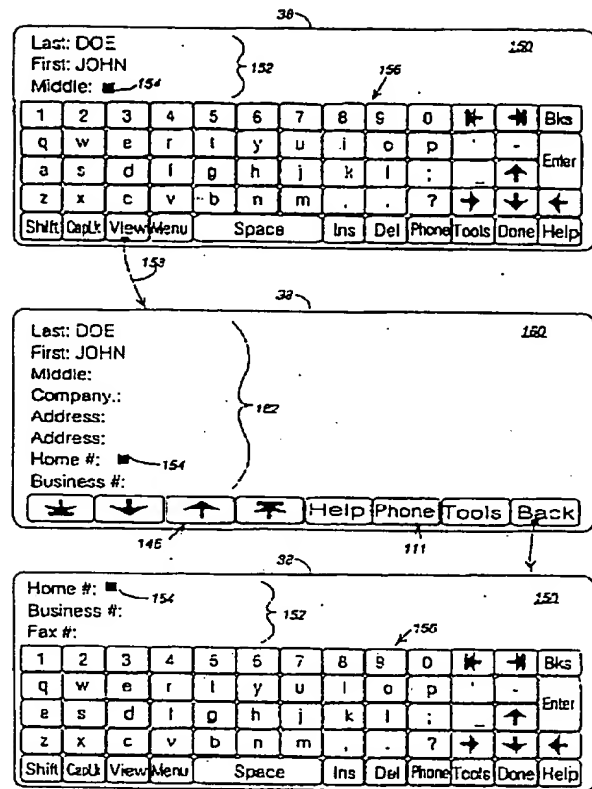 38
Last: DOE
First: JOHN
Middle:
154
152
150
156
1 2 3 4 5 6 7 8 9 0 Bks
q w e r t y u i o p ' -
Enter
a s d f g h j k l ; _
z x c v b n m , . ?
Shift CapLk View Menu Space Ins Del Phone Tools Done Help
158
38
Last: DOE
First: JOHN
Middle:
Company.:
Address:
Address:
Home #:
154
Business #:
162
160
Help Phone Tools Back
146
111
38
Home #:
154
Business #:
Fax #:
152
150
156
1 2 3 4 5 6 7 8 9 0 Bks
q w e r t y u i o p ' -
Enter
a s d f g h j k l ; _
z x c v b n m , . ?
Shift CapLk View Menu Space Ins Del Phone Tools Done Help